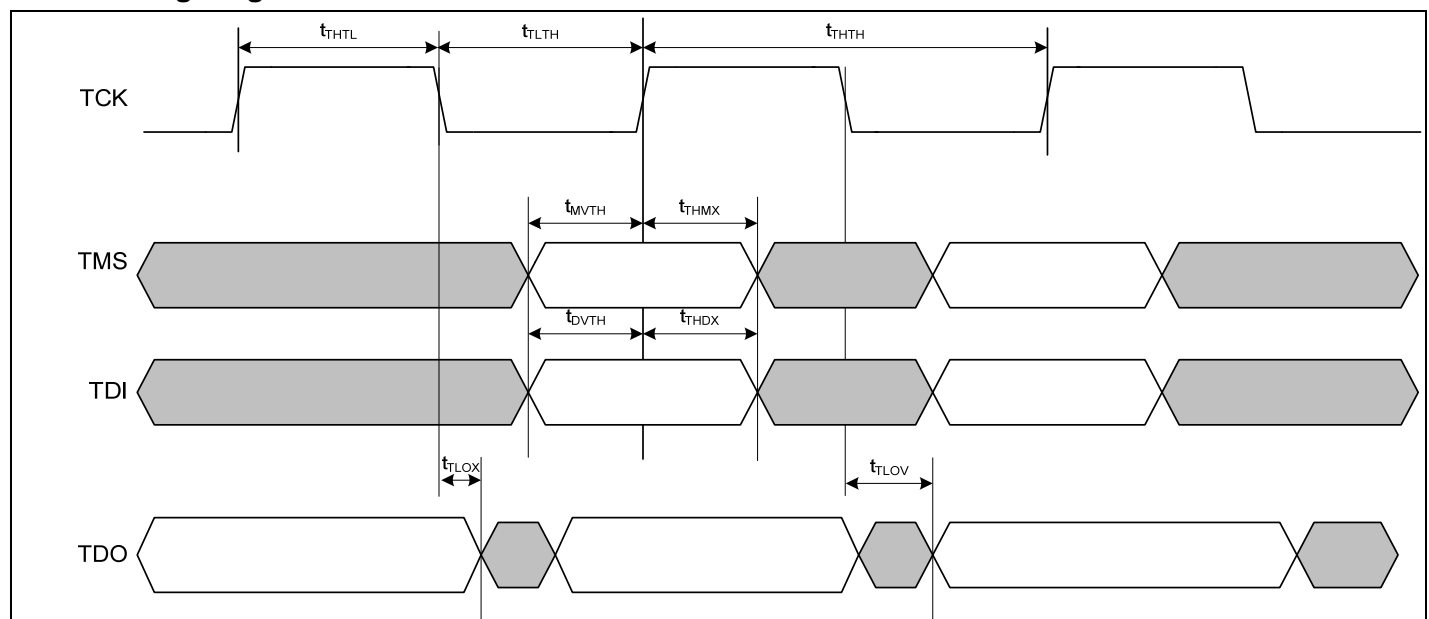 tTHTL tTLTH tTHTH
TCK
tMVTH tTHMX
TMS
tDVTH tTHDX
TDI
tTLOX tTLOV
TDO